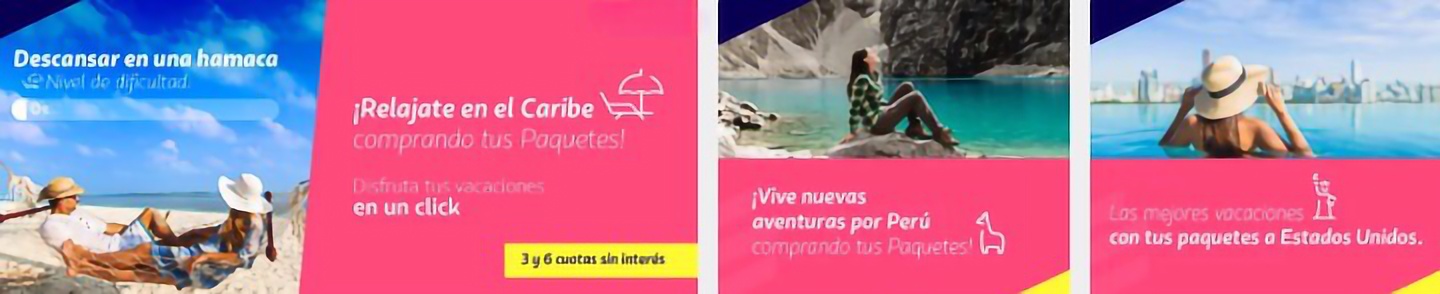 Descansar en una hamaca
Nivel de dificultad
0%
¡Relajate en el Caribe
comprando tus Paquetes!
Disfruta tus vacaciones
en un click
3 y 6 cuotas sin interés
¡Vive nuevas
aventuras por Perú
comprando tus Paquetes!
Las mejores vacaciones
con tus paquetes a Estados Unidos.